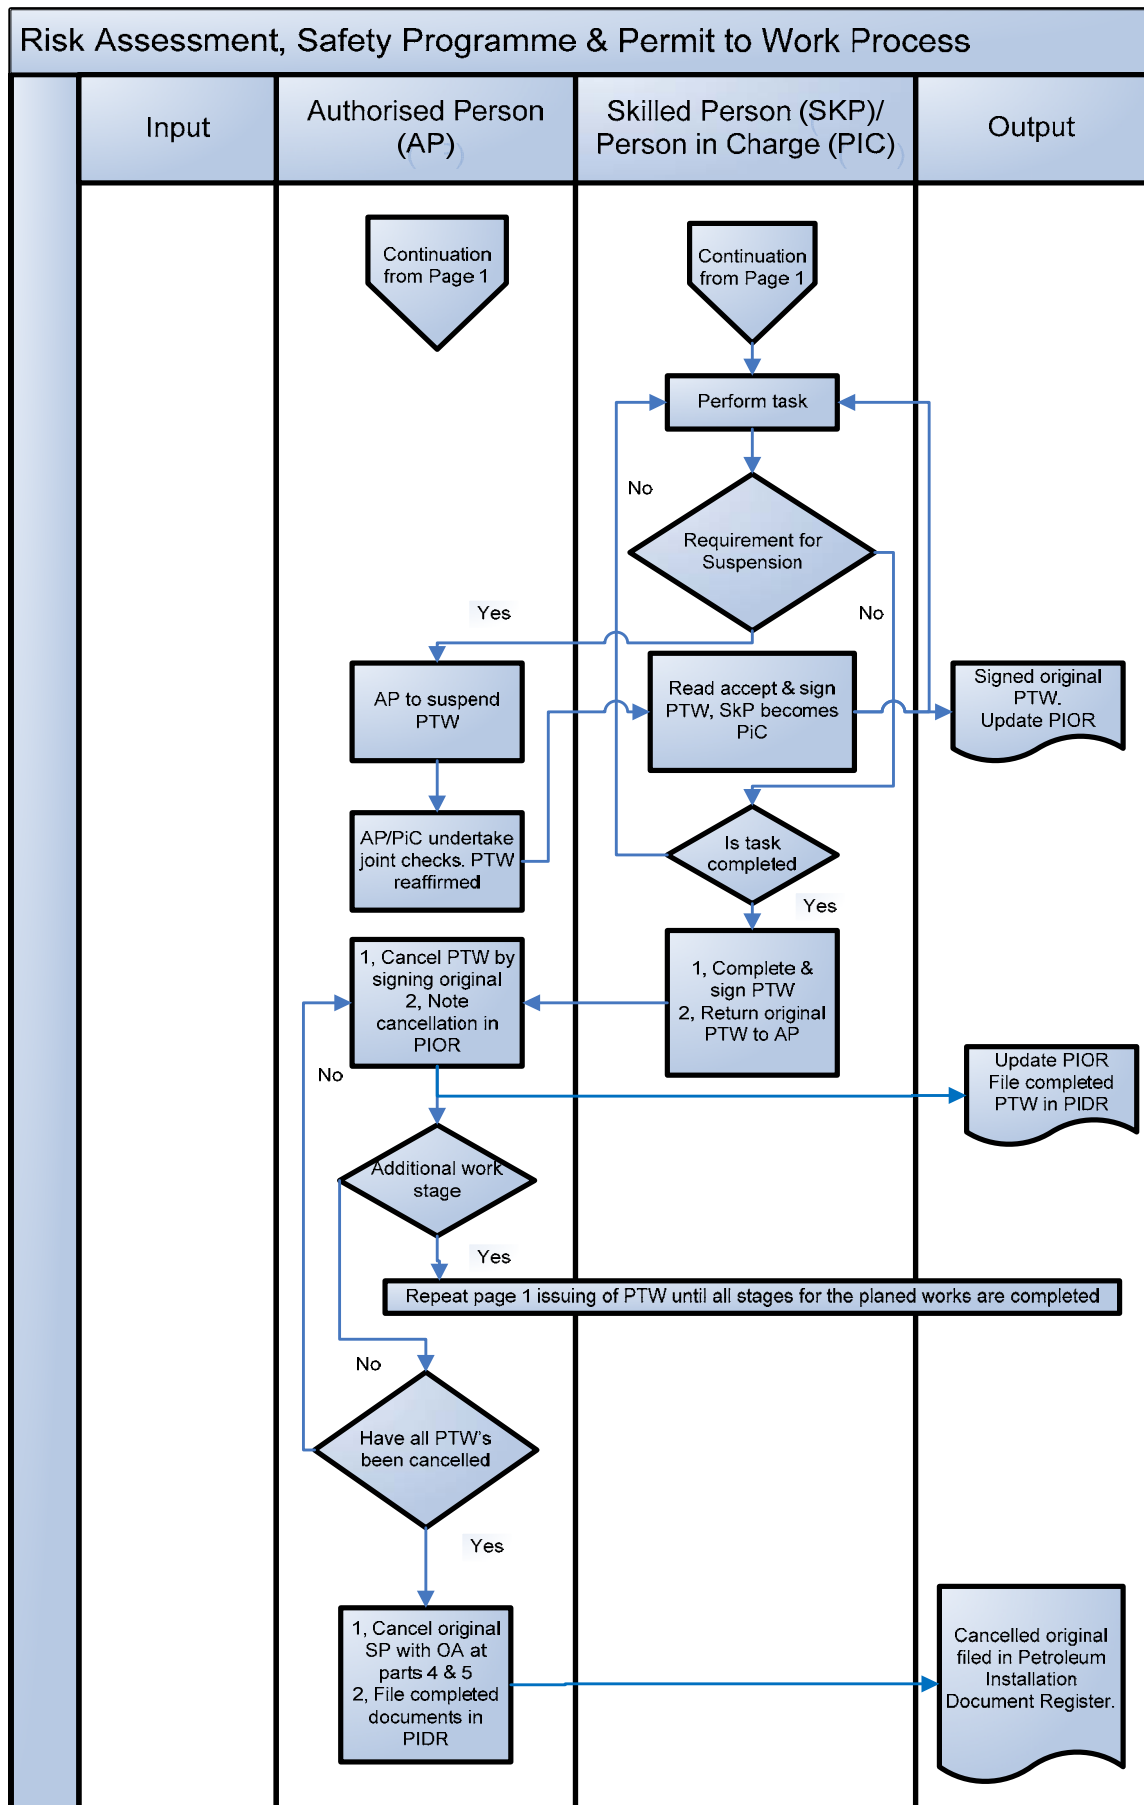 Risk Assessment, Safety Programme & Permit to Work Process
Input
Authorised Person
(AP)
Skilled Person (SKP)/
Person in Charge (PIC)
Output
Continuation
from Page 1
Continuation
from Page 1
Perform task
No
Requirement for
Suspension
Yes
No
AP to suspend
PTW
Read accept & sign
PTW, SkP becomes
PiC
Signed original
PTW.
Update PIOR
AP/PiC undertake
joint checks. PTW
reaffirmed
Is task
completed
Yes
1, Cancel PTW by
signing original
2, Note
cancellation in
PIOR
1, Complete &
sign PTW
2, Return original
PTW to AP
No
Update PIOR
File completed
PTW in PIDR
Additional work
stage
Yes
Repeat page 1 issuing of PTW until all stages for the planed works are completed
No
Have all PTW's
been cancelled
Yes
1, Cancel original
SP with OA at
parts 4 & 5
2, File completed
documents in
PIDR
Cancelled original
filed in Petroleum
Installation
Document Register.